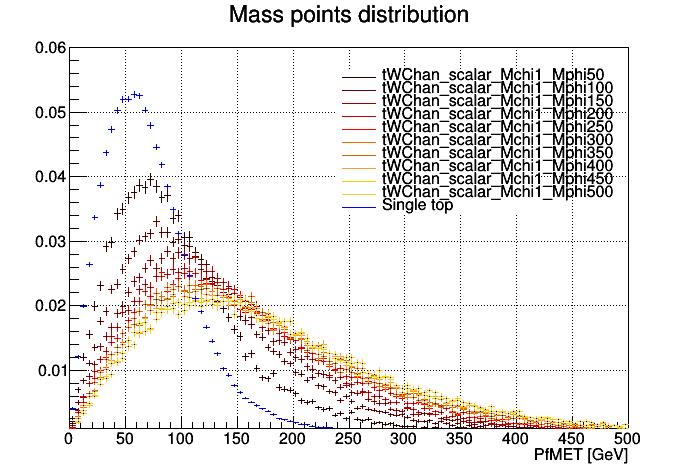 Mass points distribution
0.06
0.05
0.04
0.03
0.02
0.01
tWChan_scalar_Mchi1_Mphi50
tWChan_scalar_Mchi1_Mphi100
tWChan_scalar_Mchi1_Mphi150
tWChan_scalar_Mchi1_Mphi200
tWChan_scalar_Mchi1_Mphi250
tWChan_scalar_Mchi1_Mphi300
tWChan_scalar_Mchi1_Mphi350
tWChan_scalar_Mchi1_Mphi400
tWChan_scalar_Mchi1_Mphi450
tWChan_scalar_Mchi1_Mphi500
Single top
0 50 100 150 200 250 300 350 400 450 500
PfMET [GeV]